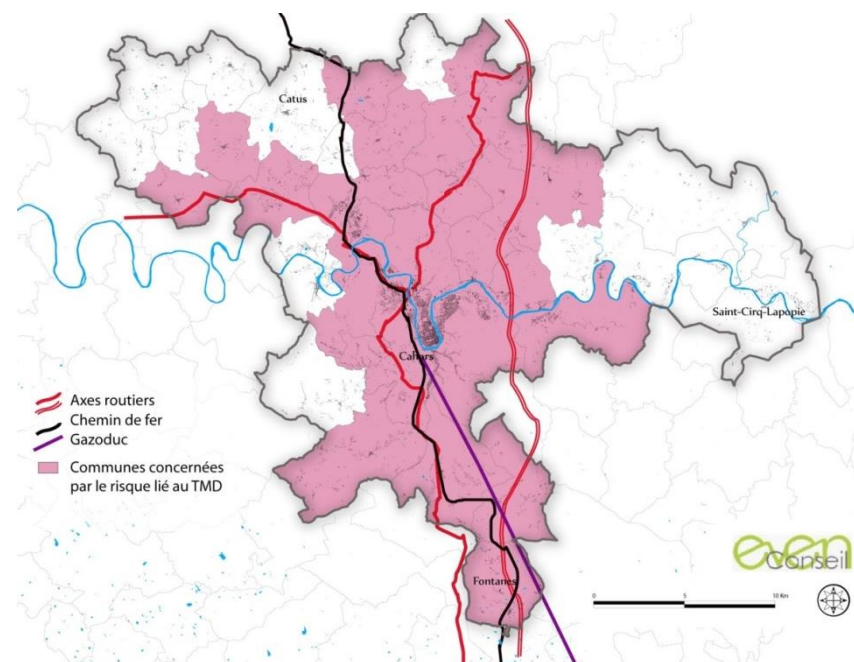 Catus
Saint-Cirq-Lapopie
Cahors
Axes routiers
Chemin de fer
Gazoduc
Communes concernées
par le risque lié au TMD
Fontanes
even
Conseil
0 5 10 Km